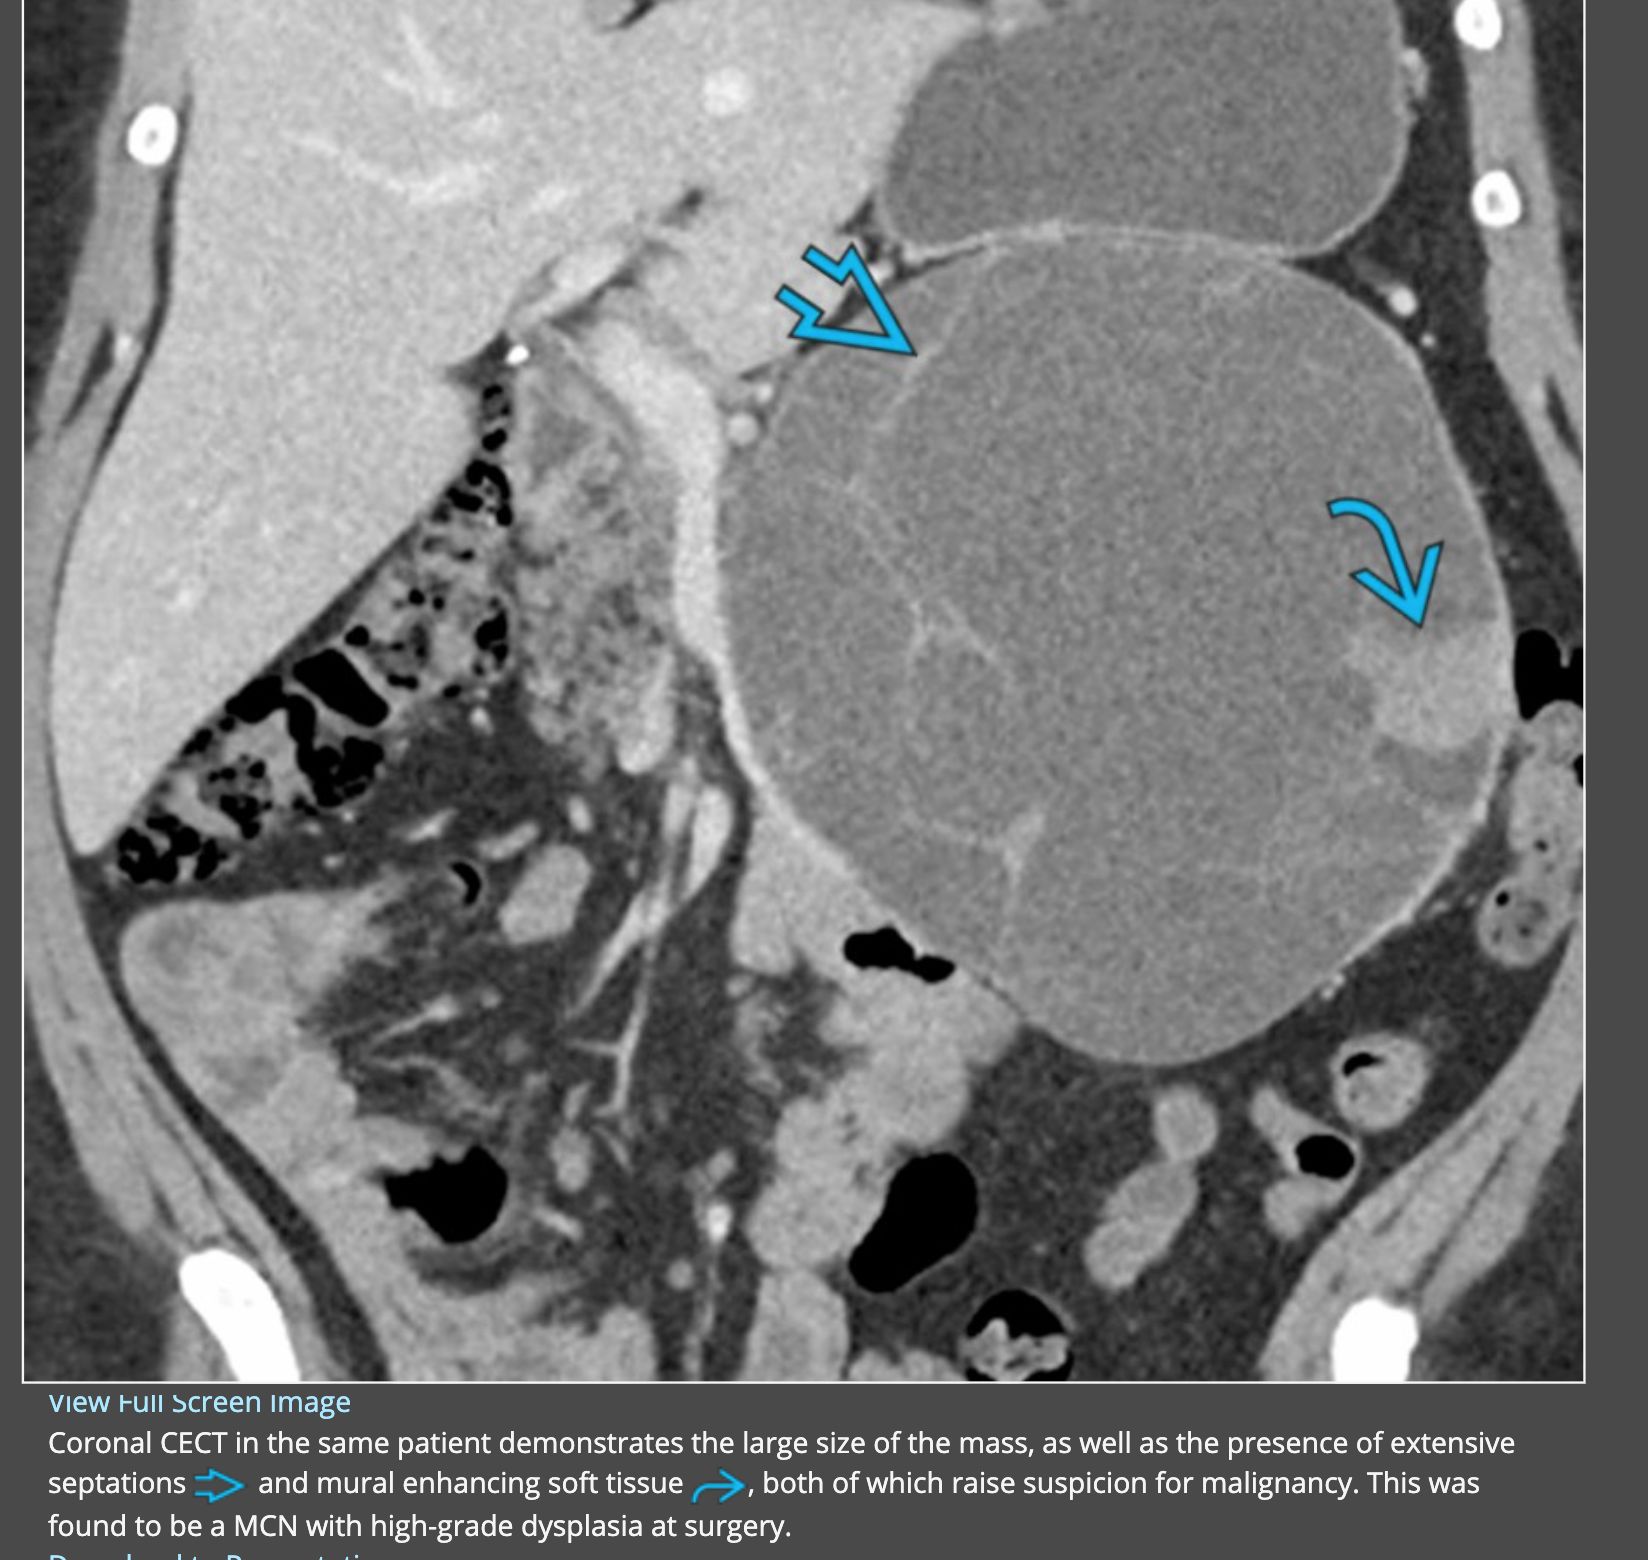 View Full Screen Image
Coronal CECT in the same patient demonstrates the large size of the mass, as well as the presence of extensive
septations and mural enhancing soft tissue , both of which raise suspicion for malignancy. This was
found to be a MCN with high-grade dysplasia at surgery.